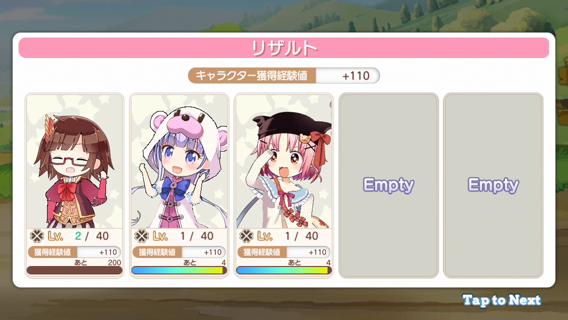 リザルト
キャラクター獲得経験値 +110
Lv. 2 / 40
獲得経験値 +110
あと 200
Lv. 1 / 40
獲得経験値 +110
あと 4
Lv. 1 / 40
獲得経験値 +110
あと 4
Empty
Empty
Tap to Next